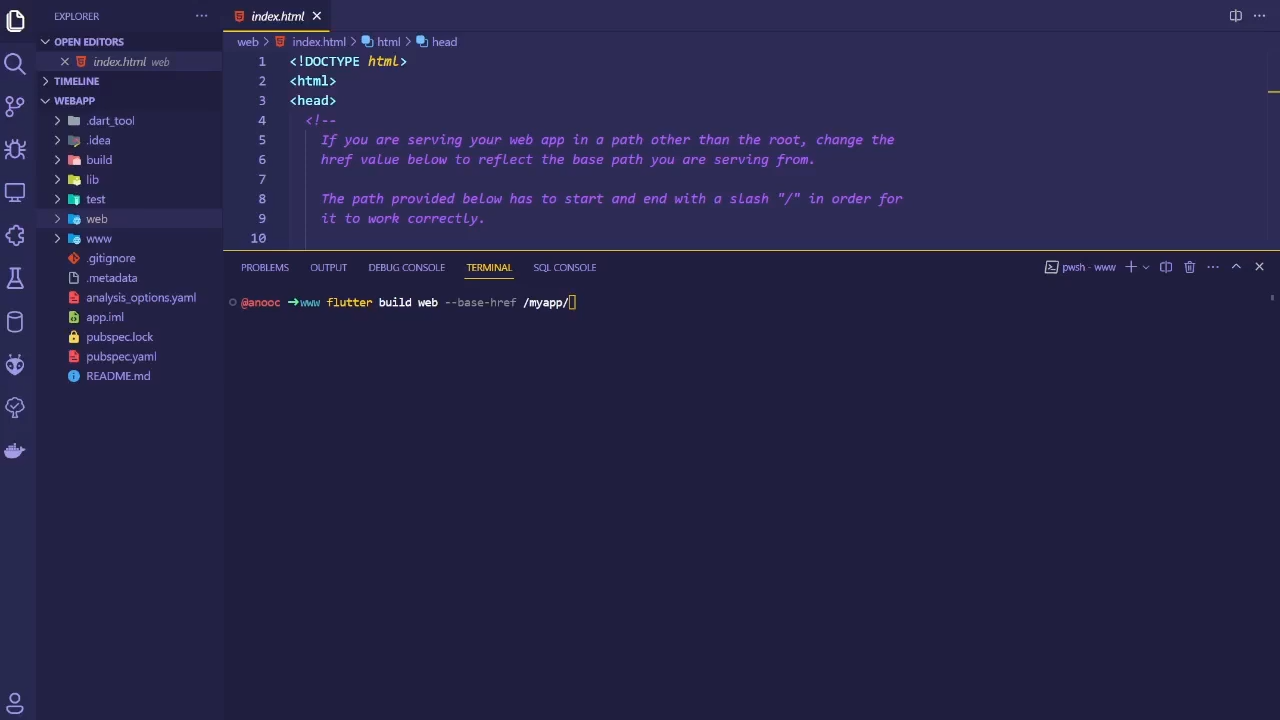 EXPLORER
OPEN EDITORS
index.html web
TIMELINE
WEBAPP
.dart_tool
.idea
build
lib
test
web
www
.gitignore
.metadata
analysis_options.yaml
app.iml
pubspec.lock
pubspec.yaml
README.md
index.html
web > index.html > html > head
1 <!DOCTYPE html>
2 <html>
3 <head>
4 <!--
5 If you are serving your web app in a path other than the root, change the
6 href value below to reflect the base path you are serving from.
7
8 The path provided below has to start and end with a slash "/" in order for
9 it to work correctly.
10
PROBLEMS OUTPUT DEBUG CONSOLE TERMINAL SQL CONSOLE
pwsh - www
@anooc ➜www flutter build web --base-href /myapp/